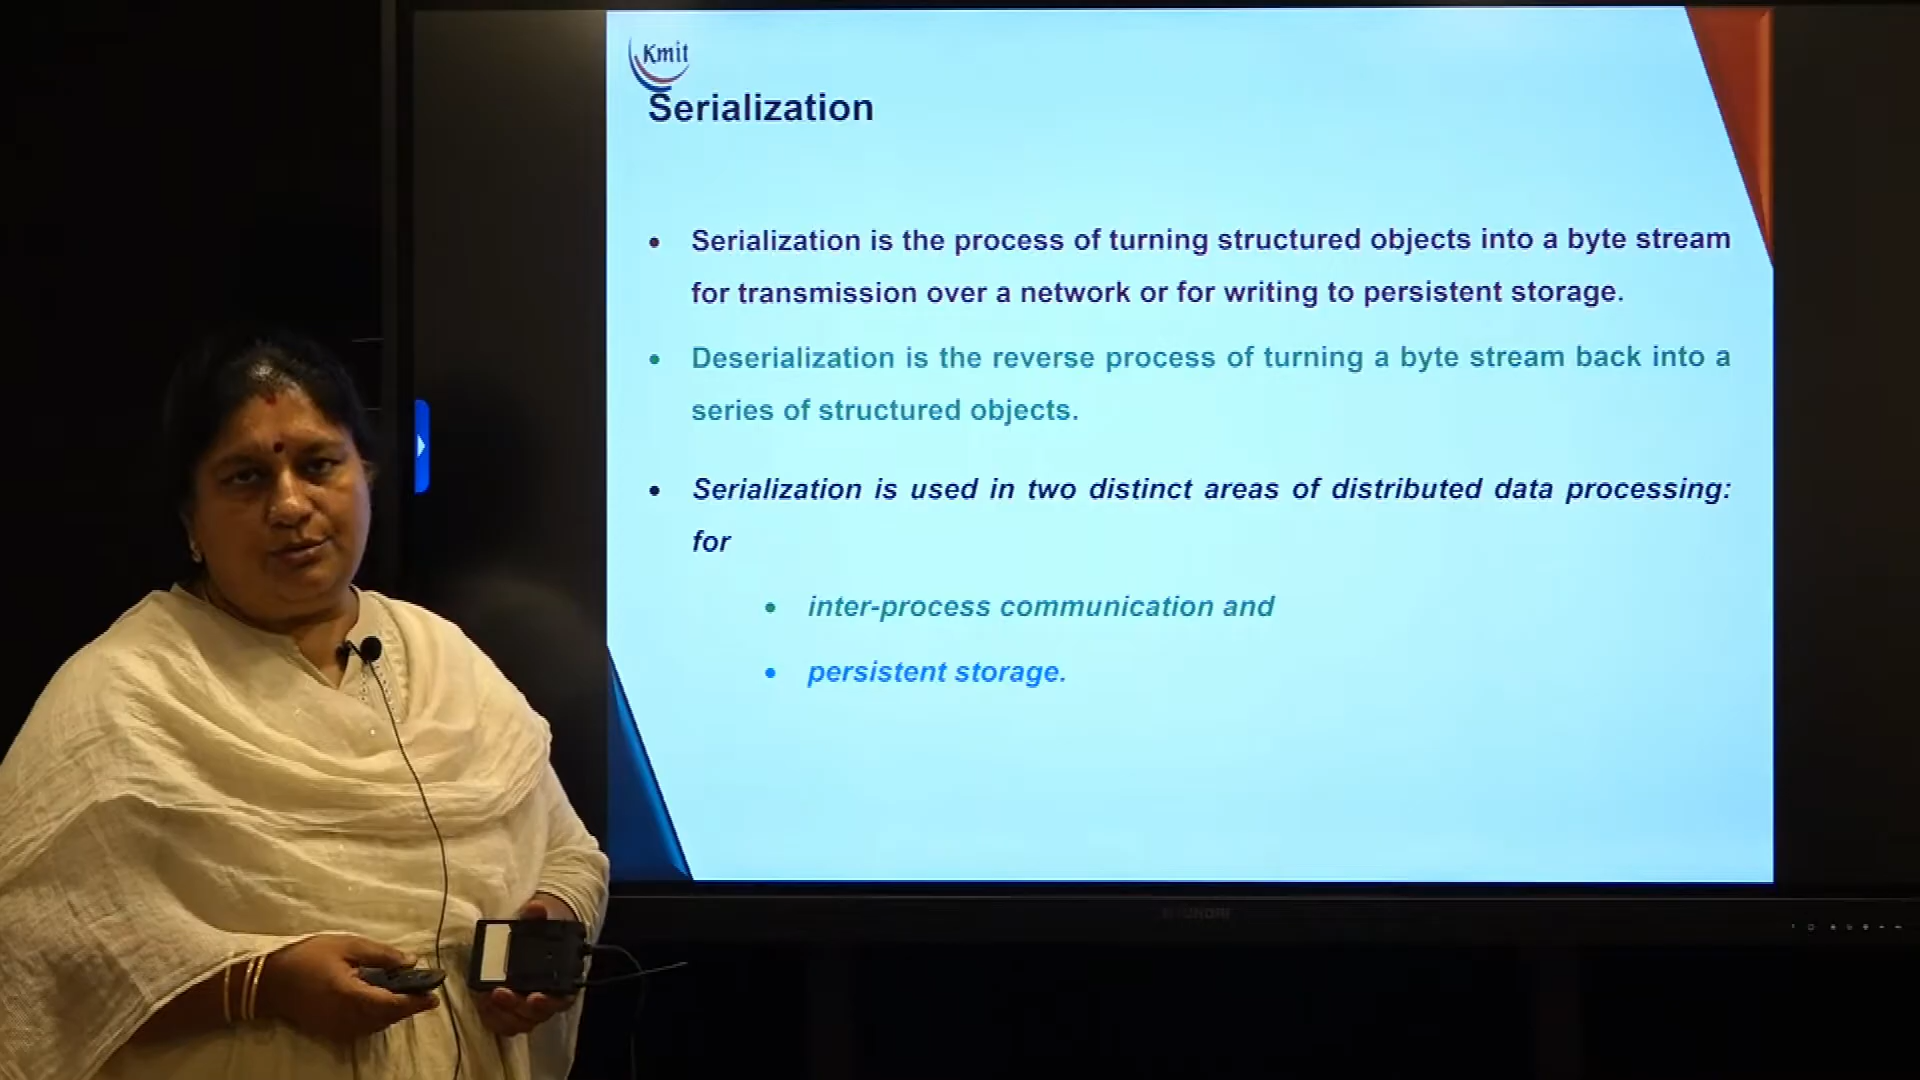 Kmit
Serialization
• Serialization is the process of turning structured objects into a byte stream
for transmission over a network or for writing to persistent storage.
• Deserialization is the reverse process of turning a byte stream back into a
series of structured objects.
• Serialization is used in two distinct areas of distributed data processing:
for
• inter-process communication and
• persistent storage.